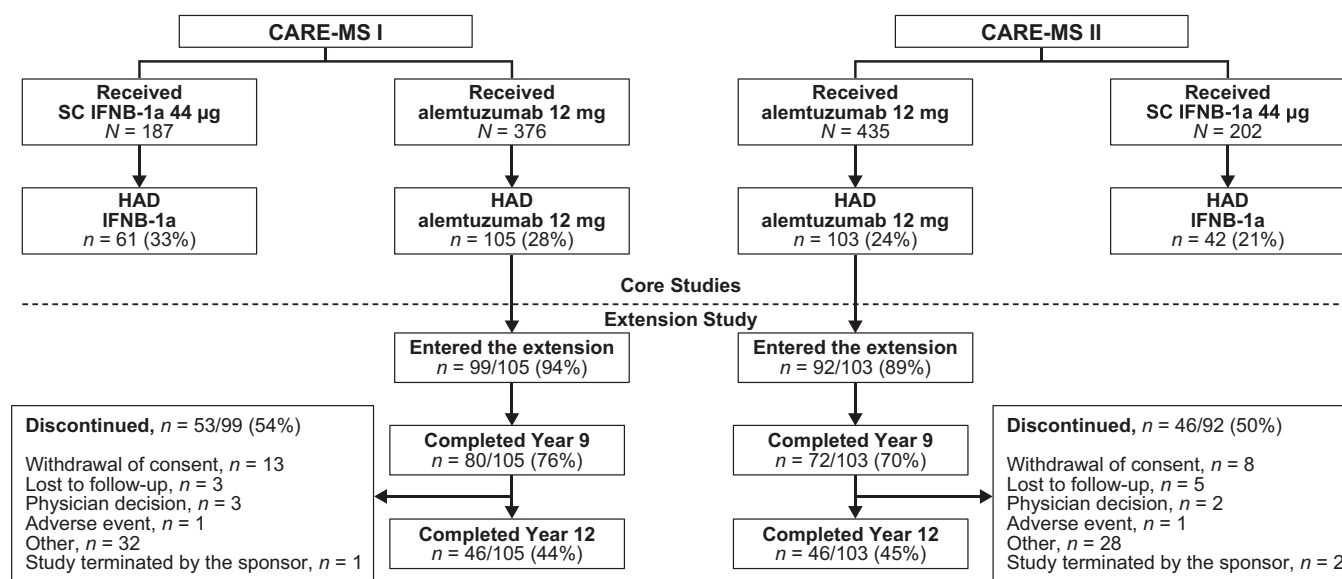 CARE-MS I
CARE-MS II
Received
SC IFNB-1a 44 µg
N = 187
Received
alemtuzumab 12 mg
N = 376
Received
alemtuzumab 12 mg
N = 435
Received
SC IFNB-1a 44 µg
N = 202
HAD
IFNB-1a
n = 61 (33%)
HAD
alemtuzumab 12 mg
n = 105 (28%)
HAD
alemtuzumab 12 mg
n = 103 (24%)
HAD
IFNB-1a
n = 42 (21%)
Core Studies
Extension Study
Entered the extension
n = 99/105 (94%)
Entered the extension
n = 92/103 (89%)
Discontinued, n = 53/99 (54%)
Withdrawal of consent, n = 13
Lost to follow-up, n = 3
Physician decision, n = 3
Adverse event, n = 1
Other, n = 32
Study terminated by the sponsor, n = 1
Completed Year 9
n = 80/105 (76%)
Completed Year 9
n = 72/103 (70%)
Discontinued, n = 46/92 (50%)
Withdrawal of consent, n = 8
Lost to follow-up, n = 5
Physician decision, n = 2
Adverse event, n = 1
Other, n = 28
Study terminated by the sponsor, n = 2
Completed Year 12
n = 46/105 (44%)
Completed Year 12
n = 46/103 (45%)